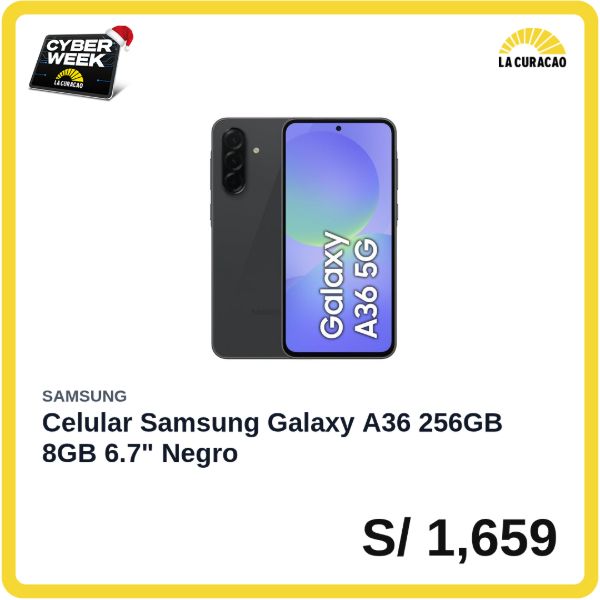 CYBER
WEEK
LA CURACAO
LA CURACAO
Galaxy
A36 5G
SAMSUNG
Celular Samsung Galaxy A36 256GB
8GB 6.7" Negro
S/ 1,659